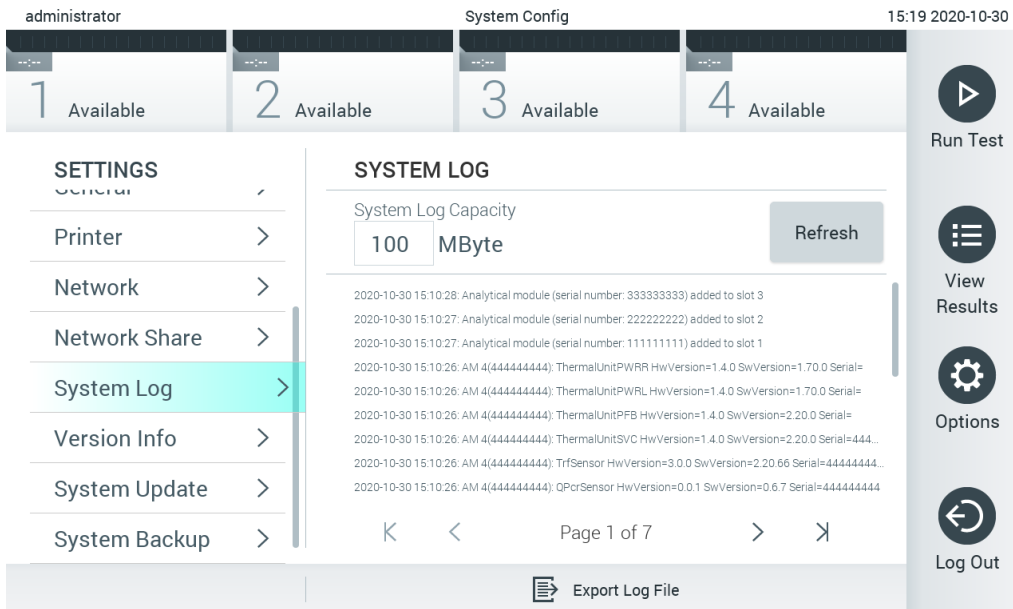 administrator
System Config
15:19 2020-10-30
--:--
--:--
--:--
--:--
1 Available
2 Available
3 Available
4 Available
Run Test
View
Results
Options
Log Out
SETTINGS
General
Printer
Network
Network Share
System Log
Version Info
System Update
System Backup
SYSTEM LOG
System Log Capacity
100 MByte
Refresh
2020-10-30 15:10:28: Analytical module (serial number: 333333333) added to slot 3
2020-10-30 15:10:27: Analytical module (serial number: 222222222) added to slot 2
2020-10-30 15:10:27: Analytical module (serial number: 111111111) added to slot 1
2020-10-30 15:10:26: AM 4(444444444): ThermalUnitPWRR HwVersion=1.4.0 SwVersion=1.70.0 Serial=
2020-10-30 15:10:26: AM 4(444444444): ThermalUnitPWRL HwVersion=1.4.0 SwVersion=1.70.0 Serial=
2020-10-30 15:10:26: AM 4(444444444): ThermalUnitPFB HwVersion=1.4.0 SwVersion=2.20.0 Serial=
2020-10-30 15:10:26: AM 4(444444444): ThermalUnitSVC HwVersion=1.4.0 SwVersion=2.20.0 Serial=444...
2020-10-30 15:10:26: AM 4(444444444): TrfSensor HwVersion=3.0.0 SwVersion=2.20.66 Serial=44444444...
2020-10-30 15:10:26: AM 4(444444444): QPcrSensor HwVersion=0.0.1 SwVersion=0.6.7 Serial=444444444
Page 1 of 7
Export Log File